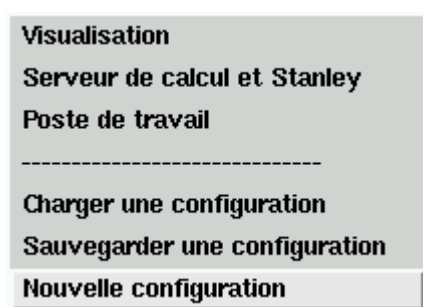 Visualisation
Serveur de calcul et Stanley
Poste de travail
------------------------------
Charger une configuration
Sauvegarder une configuration
Nouvelle configuration